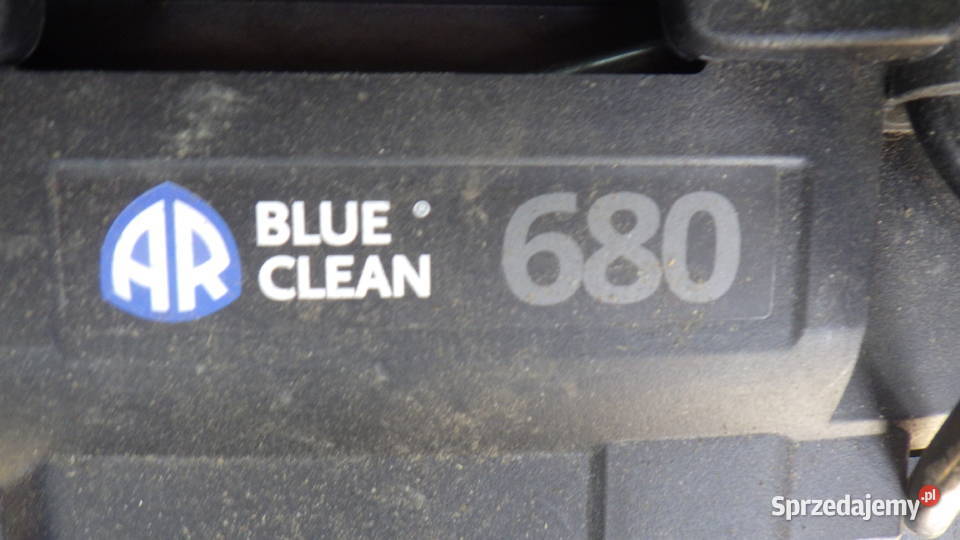 AR
BLUE ®
CLEAN
680
Sprzedajemy.pl